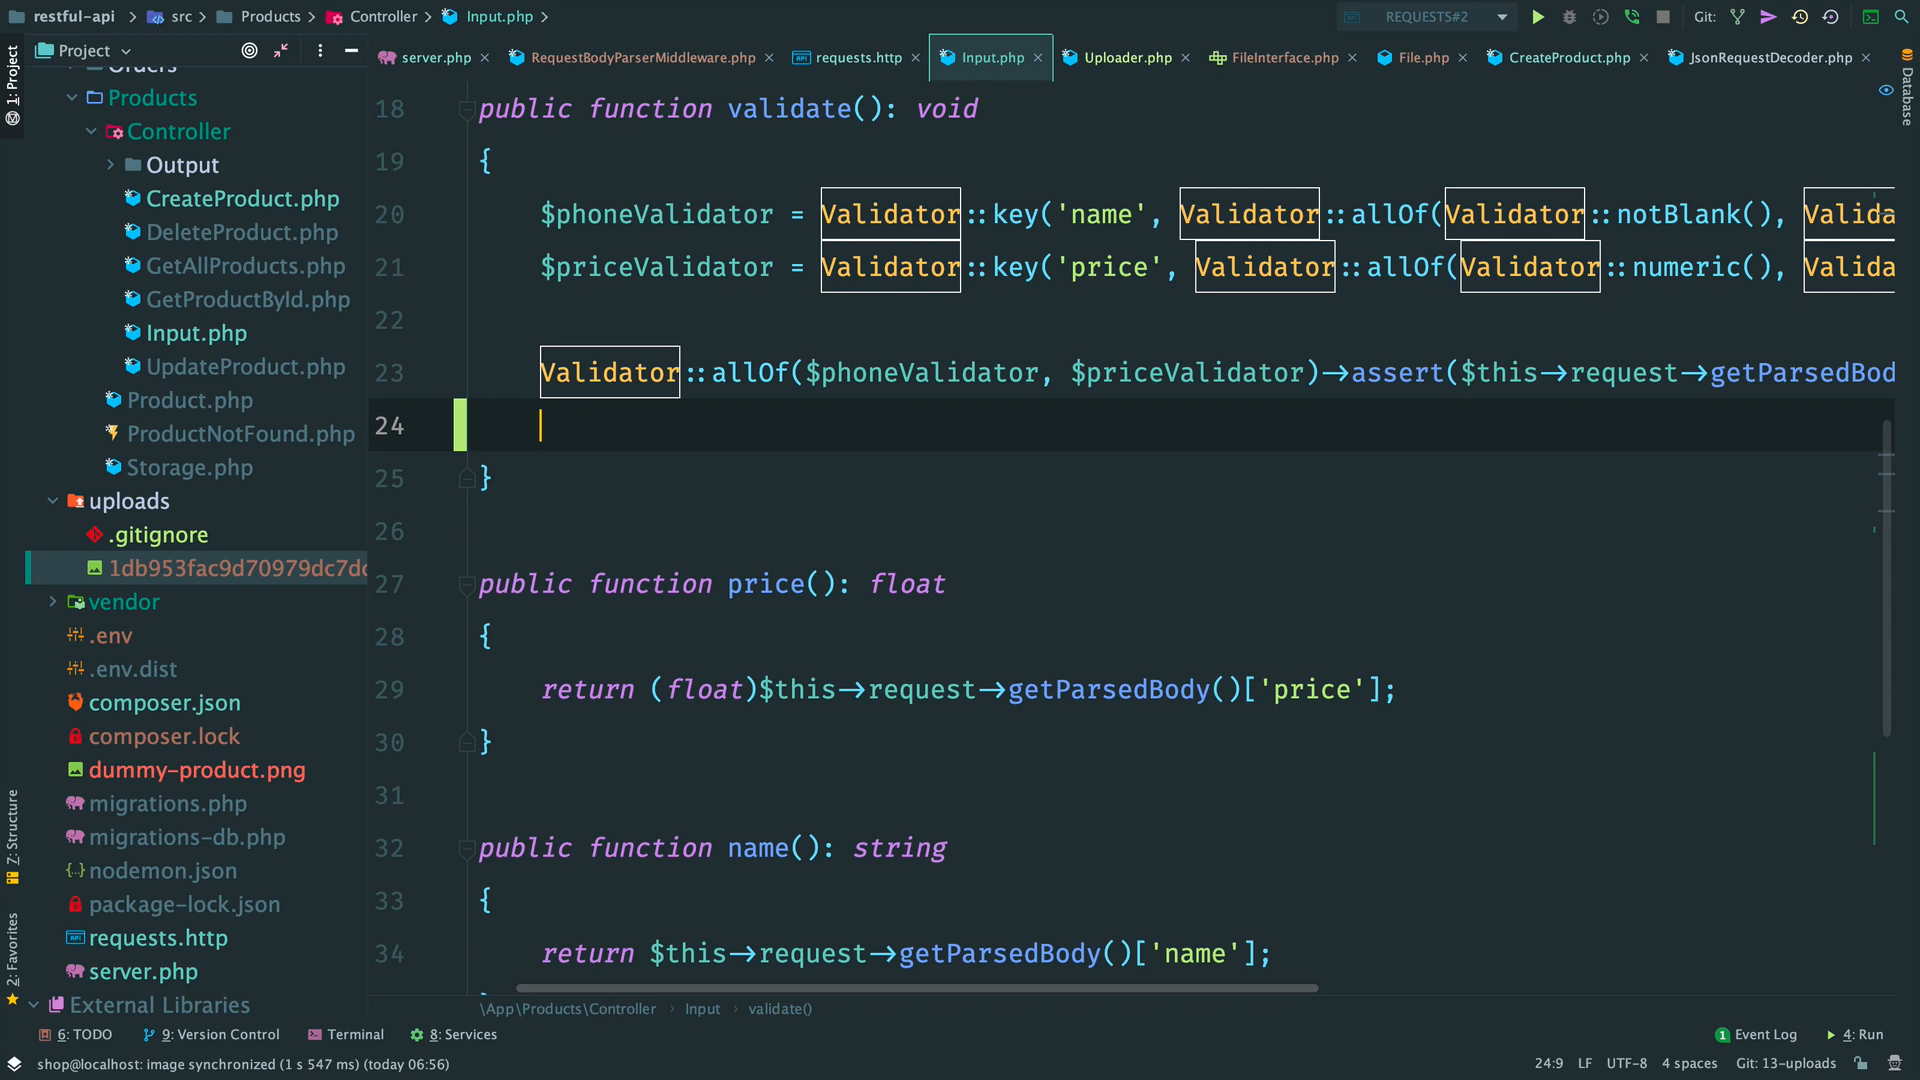 restful-api
src
Products
Controller
Input.php
REQUESTS#2
Git:
1: Project
Project
server.php
RequestBodyParserMiddleware.php
requests.http
Input.php
Uploader.php
FileInterface.php
File.php
CreateProduct.php
JsonRequestDecoder.php
Database
Orders
Products
Controller
Output
CreateProduct.php
DeleteProduct.php
GetAllProducts.php
GetProductById.php
Input.php
UpdateProduct.php
Product.php
ProductNotFound.php
Storage.php
uploads
.gitignore
1db953fac9d70979dc7d
vendor
.env
.env.dist
composer.json
composer.lock
dummy-product.png
migrations.php
migrations-db.php
nodemon.json
package-lock.json
requests.http
server.php
External Libraries
Z: Structure
2: Favorites
18 public function validate(): void
19 {
20 $phoneValidator = Validator::key('name', Validator::allOf(Validator::notBlank(), Valida
21 $priceValidator = Validator::key('price', Validator::allOf(Validator::numeric(), Valida
22
23 Validator::allOf($phoneValidator, $priceValidator)→assert($this→request→getParsedBod
24
25 }
26
27 public function price(): float
28 {
29 return (float)$this→request→getParsedBody()['price'];
30 }
31
32 public function name(): string
33 {
34 return $this→request→getParsedBody()['name'];
\App\Products\Controller
Input
validate()
6: TODO
9: Version Control
Terminal
8: Services
1 Event Log
4: Run
shop@localhost: image synchronized (1 s 547 ms) (today 06:56)
24:9
LF
UTF-8
4 spaces
Git: 13-uploads